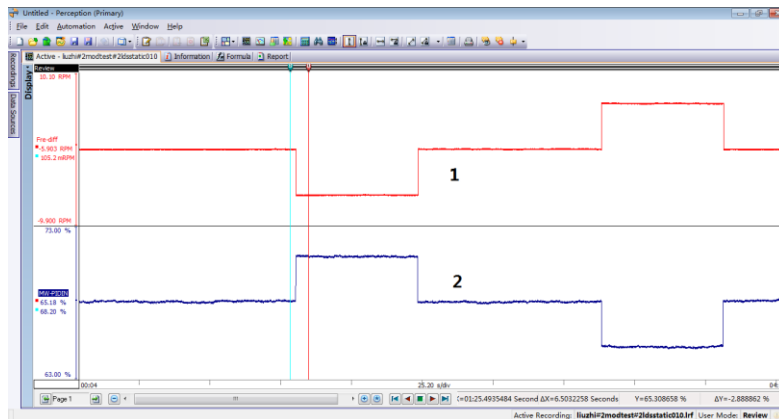 Untitled - Perception (Primary)
File Edit Automation Active Window Help
Active - liuzhi#2modtest#2ldsstatic010 Information Formula Report
Recordings
Data Sources
Display
Review
10.10 RPM
Fre-diff
-5.903 RPM
105.2 mRPM
-9.900 RPM
1
73.00 %
MW-PIDIN
65.18 %
68.20 %
63.00 %
2
00:04
25.20 s/div
04:
Page 1
(=01:25.4935484 Second ΔX=6.5032258 Seconds Y=65.308658 % ΔY=-2.888862 %
Active Recording: liuzhi#2modtest#2ldsstatic010.lrf User Mode: Review